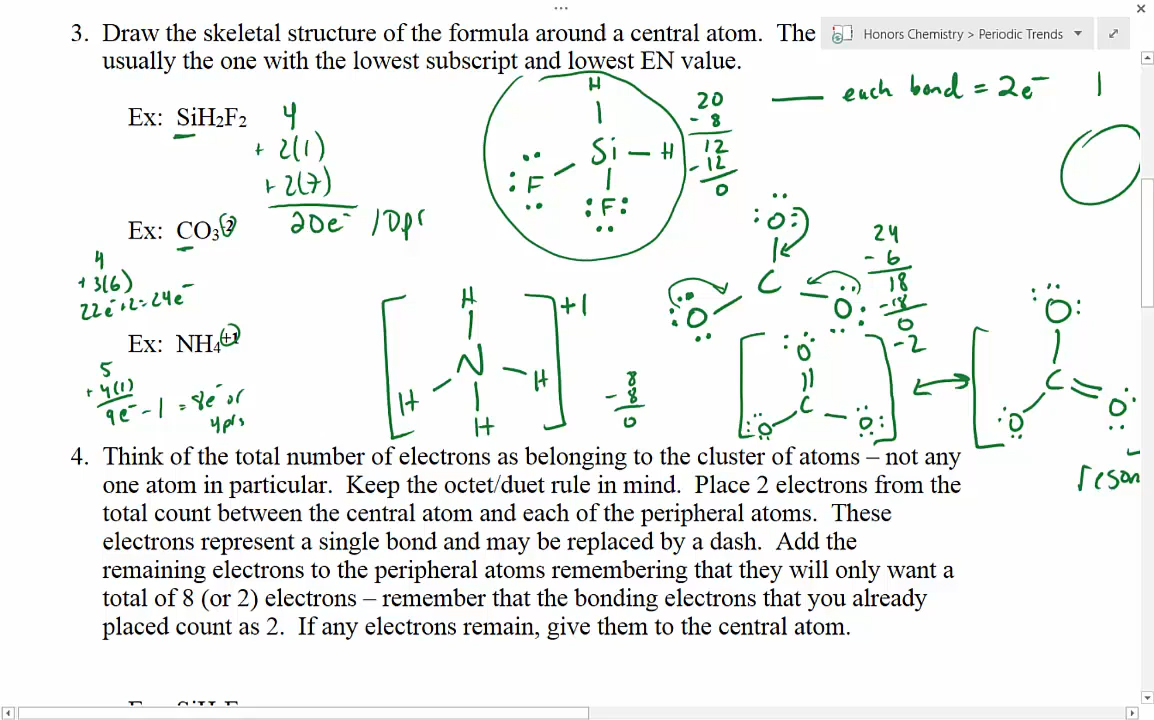 3. Draw the skeletal structure of the formula around a central atom. The
Honors Chemistry > Periodic Trends
usually the one with the lowest subscript and lowest EN value.
each bond = 2e⁻
Ex: SiH2F2
4
+ 2(1)
+ 2(7)
20e⁻ / 10pr
H
Si — H
:F
:F:
20
- 8
12
-12
0
Ex: CO3-2
4
+3(6)
22e⁻+2=24e⁻
:O:
C
:O
O:
24
- 6
18
-18
0
Ex: NH4+1
5
+4(1)
9e⁻ - 1 = 8e⁻ or
4prs
H
N
H
H
H
+1
8
- 8
0
:O:
C
:O
O:
-2
:O:
C
:O
O:
4. Think of the total number of electrons as belonging to the cluster of atoms – not any
one atom in particular. Keep the octet/duet rule in mind. Place 2 electrons from the
total count between the central atom and each of the peripheral atoms. These
electrons represent a single bond and may be replaced by a dash. Add the
remaining electrons to the peripheral atoms remembering that they will only want a
total of 8 (or 2) electrons – remember that the bonding electrons that you already
placed count as 2. If any electrons remain, give them to the central atom.